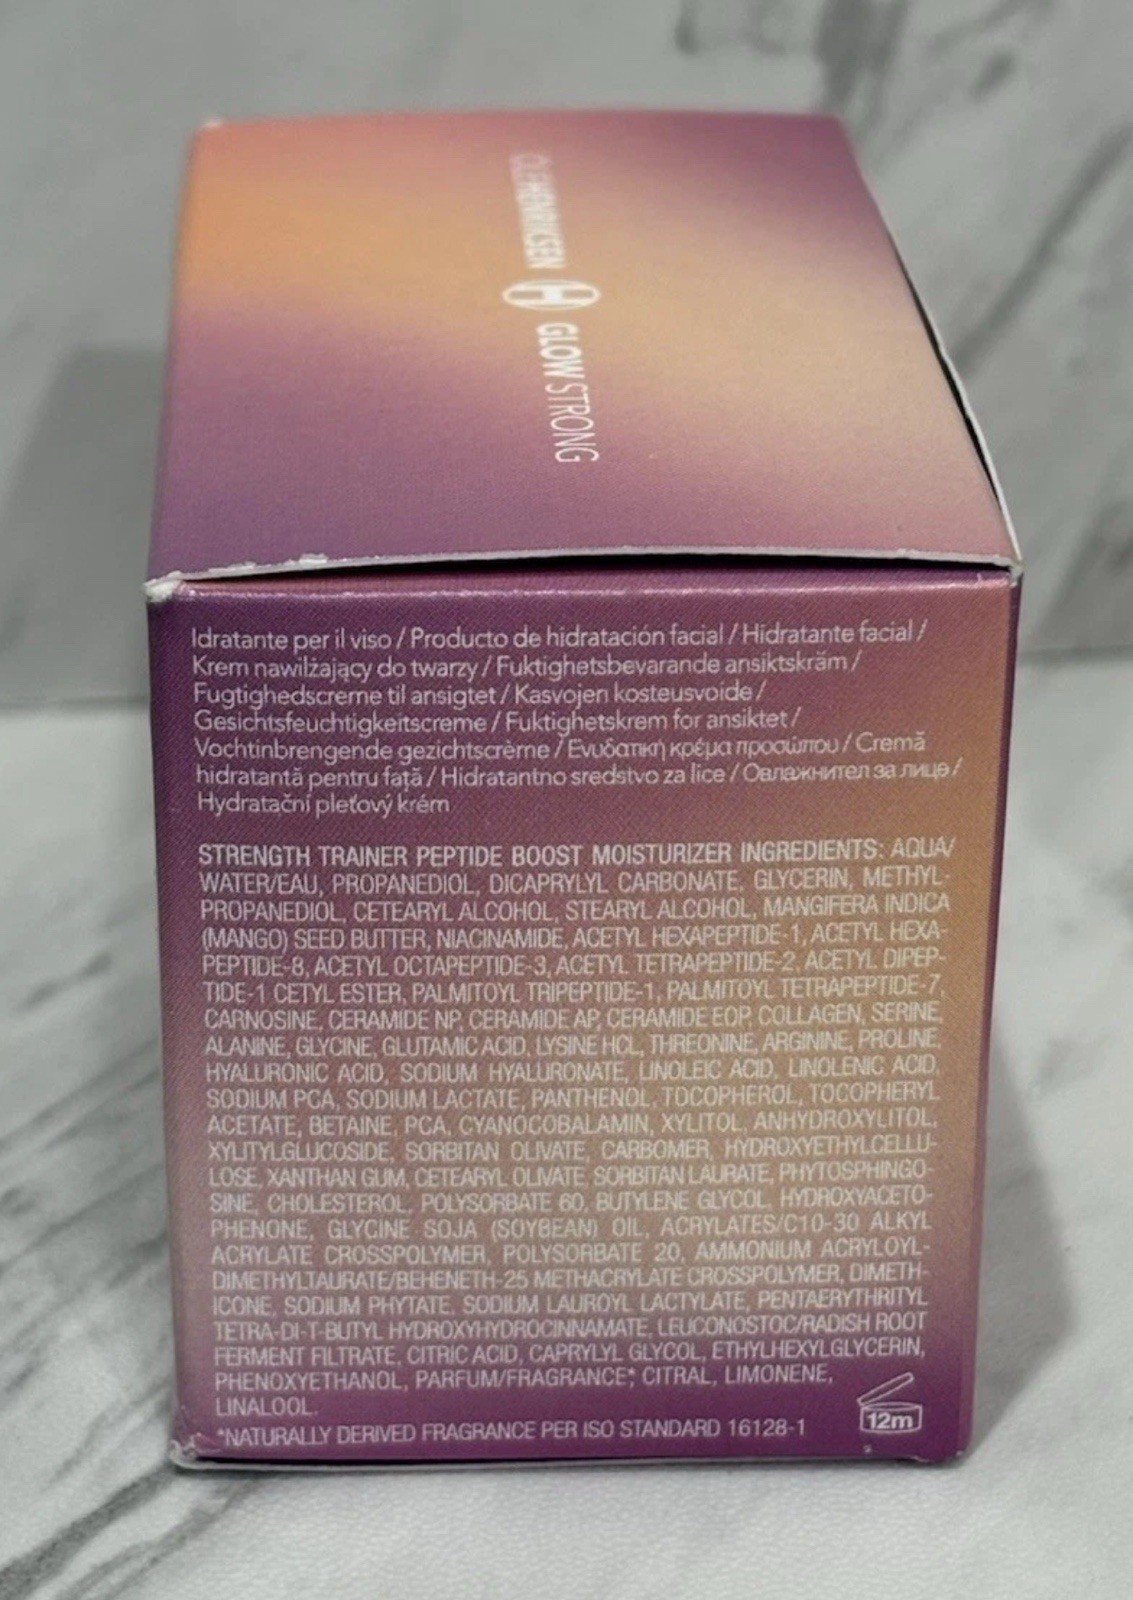 OLEHENRIKSEN H GLOW STRONG
Idratante per il viso / Producto de hidratación facial / Hidratante facial /
Krem nawilżający do twarzy / Fuktighetsbevarande ansiktskräm /
Fugtighedscreme til ansigtet / Kasvojen kosteusvoide /
Gesichtsfeuchtigkeitscreme / Fuktighetskrem for ansiktet /
Vochtinbrengende gezichtscrème / Ενυδατική κρέμα προσώπου / Cremă
hidratantă pentru față / Hidratantno sredstvo za lice / Овлажнител за лице /
Hydratační pleťový krém
STRENGTH TRAINER PEPTIDE BOOST MOISTURIZER INGREDIENTS: AQUA/
WATER/EAU, PROPANEDIOL, DICAPRYLYL CARBONATE, GLYCERIN, METHYL-
PROPANEDIOL, CETEARYL ALCOHOL, STEARYL ALCOHOL, MANGIFERA INDICA
(MANGO) SEED BUTTER, NIACINAMIDE, ACETYL HEXAPEPTIDE-1, ACETYL HEXA-
PEPTIDE-8, ACETYL OCTAPEPTIDE-3, ACETYL TETRAPEPTIDE-2, ACETYL DIPEP-
TIDE-1 CETYL ESTER, PALMITOYL TRIPEPTIDE-1, PALMITOYL TETRAPEPTIDE-7,
CARNOSINE, CERAMIDE NP, CERAMIDE AP, CERAMIDE EOP, COLLAGEN, SERINE,
ALANINE, GLYCINE, GLUTAMIC ACID, LYSINE HCL, THREONINE, ARGININE, PROLINE,
HYALURONIC ACID, SODIUM HYALURONATE, LINOLEIC ACID, LINOLENIC ACID,
SODIUM PCA, SODIUM LACTATE, PANTHENOL, TOCOPHEROL, TOCOPHERYL
ACETATE, BETAINE, PCA, CYANOCOBALAMIN, XYLITOL, ANHYDROXYLITOL,
XYLITYLGLUCOSIDE, SORBITAN OLIVATE, CARBOMER, HYDROXYETHYLCELLU-
LOSE, XANTHAN GUM, CETEARYL OLIVATE, SORBITAN LAURATE, PHYTOSPHINGO-
SINE, CHOLESTEROL, POLYSORBATE 60, BUTYLENE GLYCOL, HYDROXYACETO-
PHENONE, GLYCINE SOJA (SOYBEAN) OIL, ACRYLATES/C10-30 ALKYL
ACRYLATE CROSSPOLYMER, POLYSORBATE 20, AMMONIUM ACRYLOYL-
DIMETHYLTAURATE/BEHENETH-25 METHACRYLATE CROSSPOLYMER, DIMETH-
ICONE, SODIUM PHYTATE, SODIUM LAUROYL LACTYLATE, PENTAERYTHRITYL
TETRA-DI-T-BUTYL HYDROXYHYDROCINNAMATE, LEUCONOSTOC/RADISH ROOT
FERMENT FILTRATE, CITRIC ACID, CAPRYLYL GLYCOL, ETHYLHEXYLGLYCERIN,
PHENOXYETHANOL, PARFUM/FRAGRANCE*, CITRAL, LIMONENE,
LINALOOL.
*NATURALLY DERIVED FRAGRANCE PER ISO STANDARD 16128-1
12m